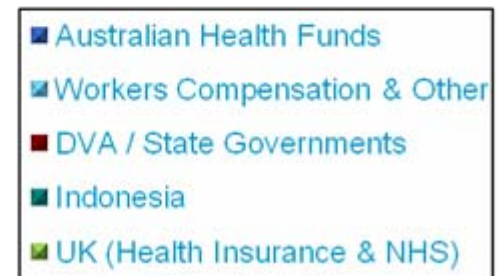 Australian Health Funds
Workers Compensation & Other
DVA / State Governments
Indonesia
UK (Health Insurance & NHS)